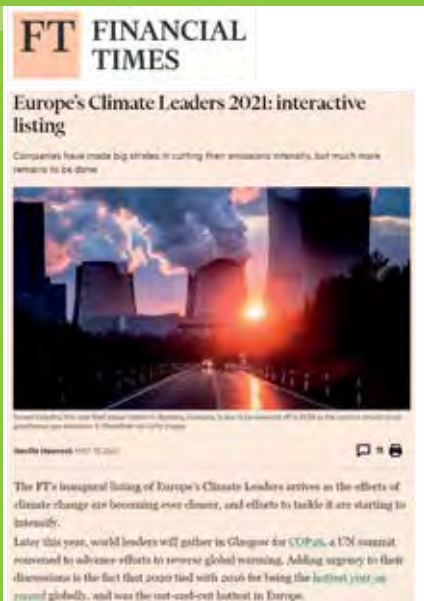 FT FINANCIAL
TIMES
Europe's Climate Leaders 2021: interactive
listing
Companies have made big strides in cutting their emissions intensity, but much more
remains to be done
Neville Hawcock MAY 2021
The FT's inaugural listing of Europe's Climate Leaders arrives as the effects of
climate change are becoming ever clearer, and efforts to tackle it are starting to
intensify.
Later this year, world leaders will gather in Glasgow for COP26, a UN summit
convened to advance efforts to reverse global warming. Adding urgency to their
discussions is the fact that 2020 tied with 2016 for being the hottest year on
record globally, and was the out-and-out hottest in Europe.